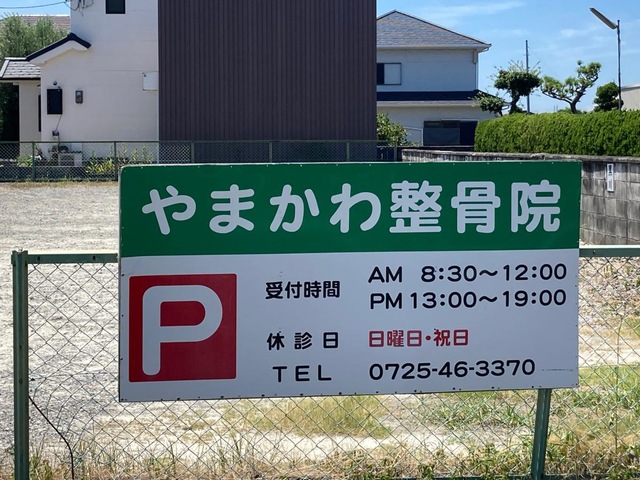 やまかわ整骨院
P
受付時間 AM 8:30～12:00
PM 13:00～19:00
休診日 日曜日・祝日
TEL 0725-46-3370